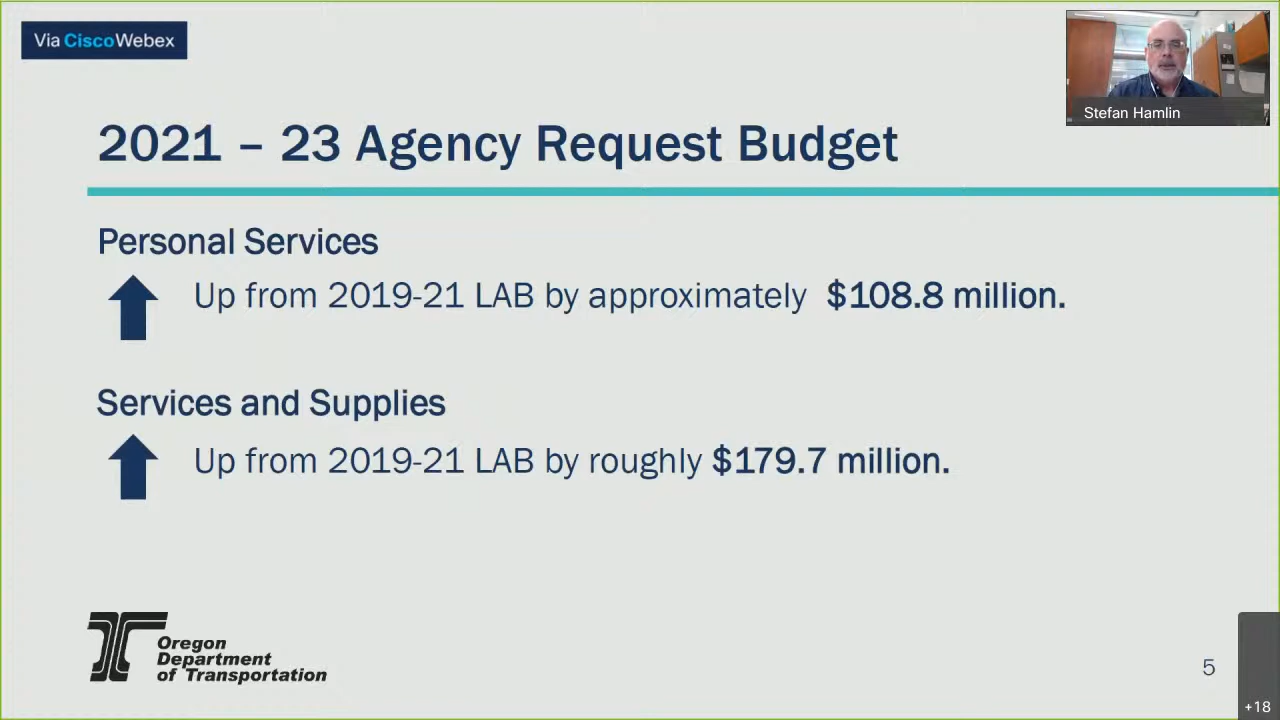 Via CiscoWebex
Stefan Hamlin
2021 – 23 Agency Request Budget
Personal Services
Up from 2019-21 LAB by approximately $108.8 million.
Services and Supplies
Up from 2019-21 LAB by roughly $179.7 million.
Oregon
Department
of Transportation
5
+18